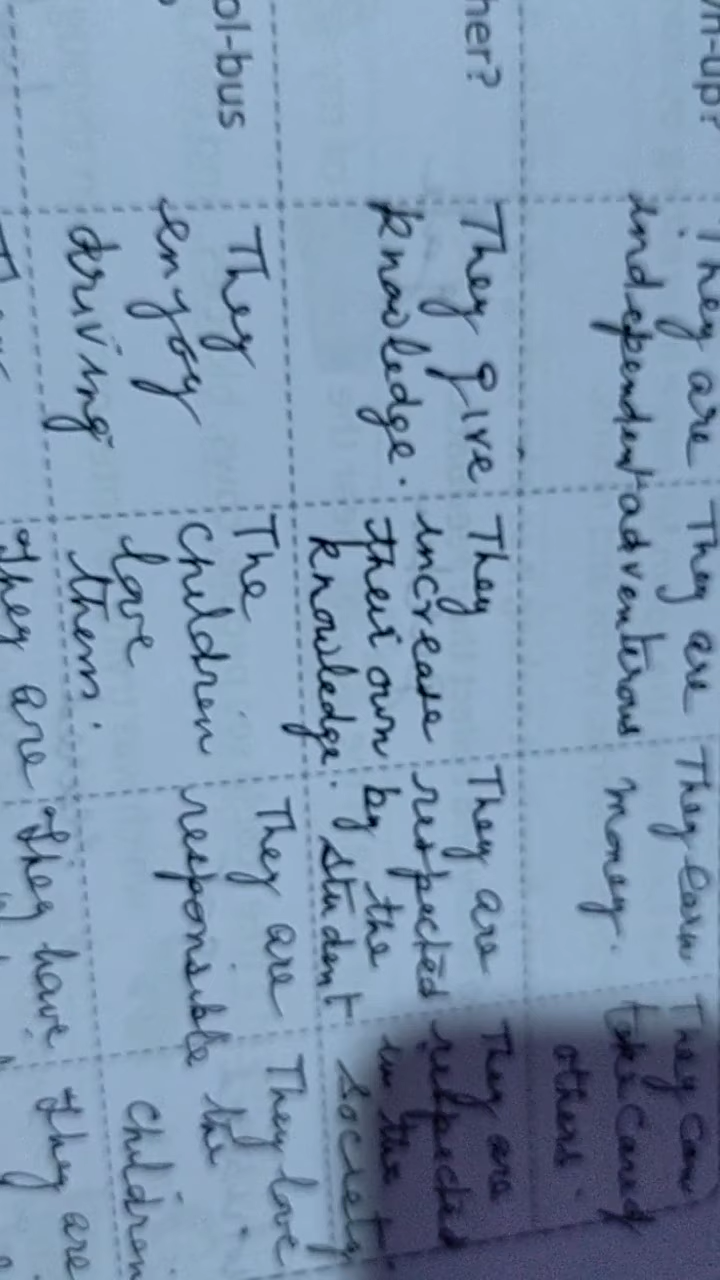 wn-up?
They are
independent
They are
adventerous
They earn
money.
They can
take care of
others.
her?
They give
knowledge.
They
increase
their own
knowledge.
They are
respected
by the
student
They are
respected
in the
society.
ol-bus
They
enjoy
driving
The
children
love
them.
They are
responsible
They love
the
children
They are
They have
They are